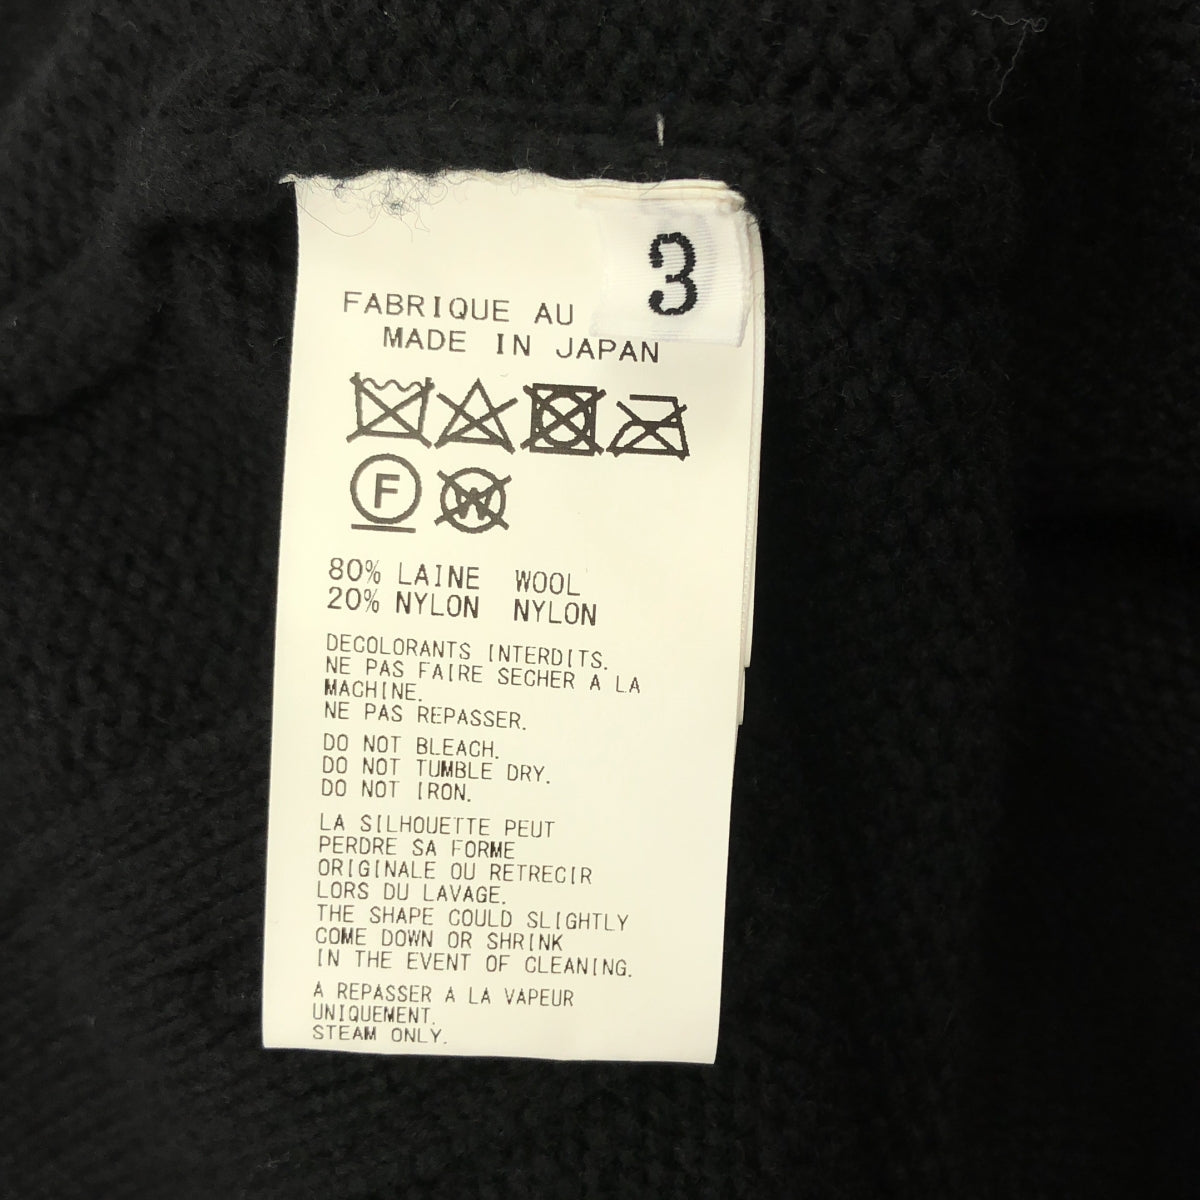 3
FABRIQUE AU
MADE IN JAPAN
F W
80% LAINE WOOL
20% NYLON NYLON
DECOLORANTS INTERDITS.
NE PAS FAIRE SECHER A LA
MACHINE.
NE PAS REPASSER.
DO NOT BLEACH.
DO NOT TUMBLE DRY.
DO NOT IRON.
LA SILHOUETTE PEUT
PERDRE SA FORME
ORIGINALE OU RETRECIR
LORS DU LAVAGE.
THE SHAPE COULD SLIGHTLY
COME DOWN OR SHRINK
IN THE EVENT OF CLEANING.
A REPASSER A LA VAPEUR
UNIQUEMENT.
STEAM ONLY.